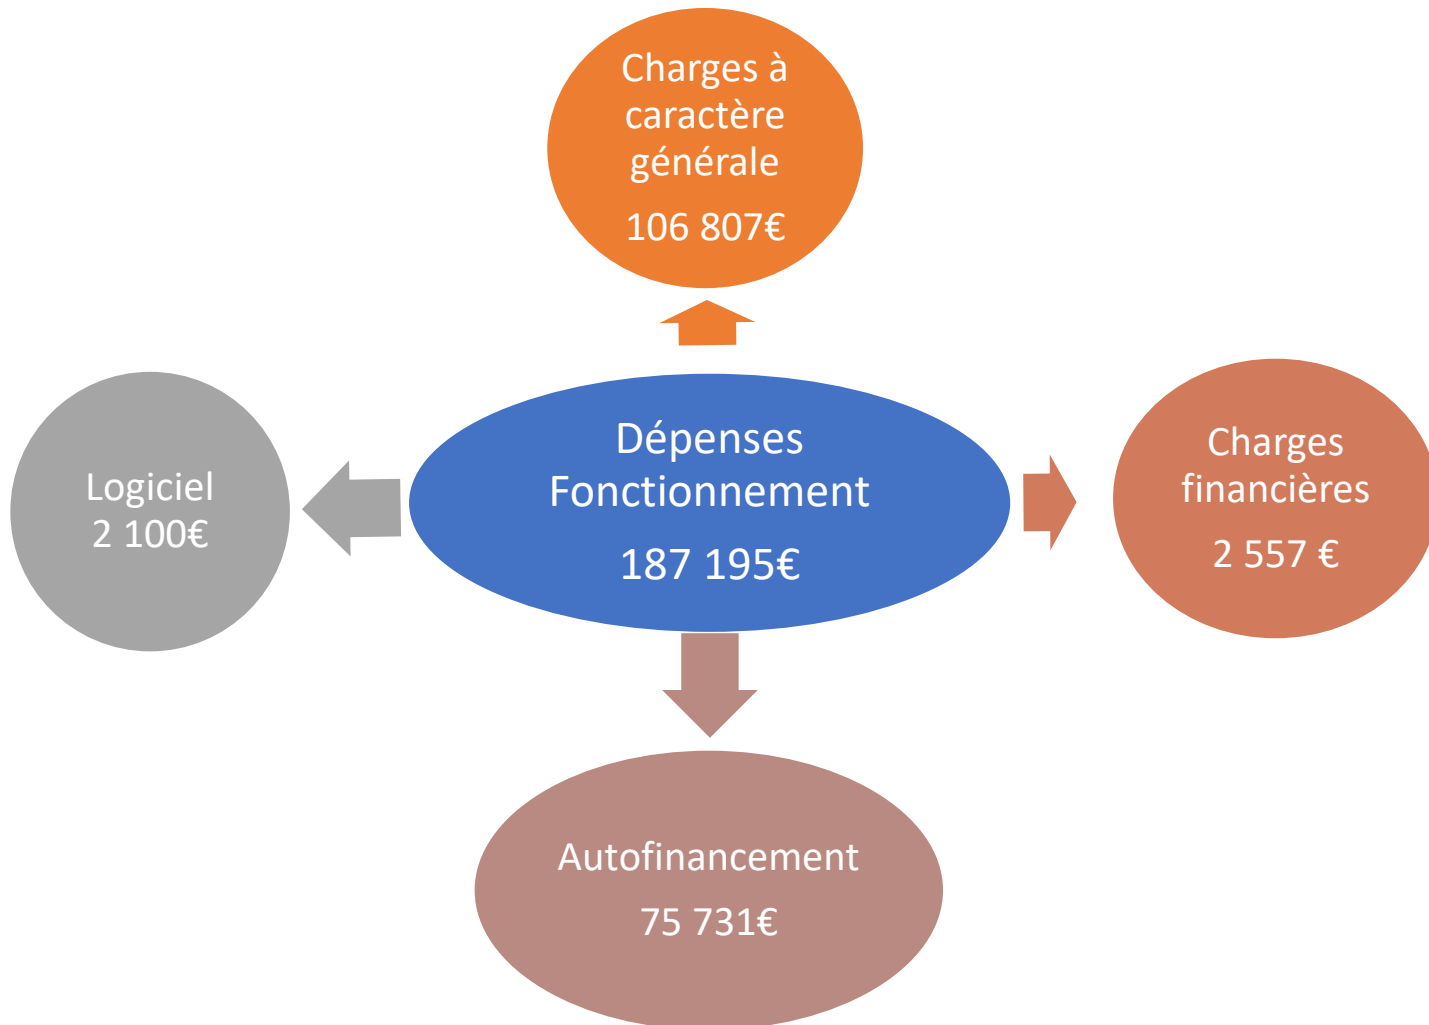 Charges à
caractère
générale
106 807€
Dépenses
Fonctionnement
187 195€
Logiciel
2 100€
Charges
financières
2 557 €
Autofinancement
75 731€